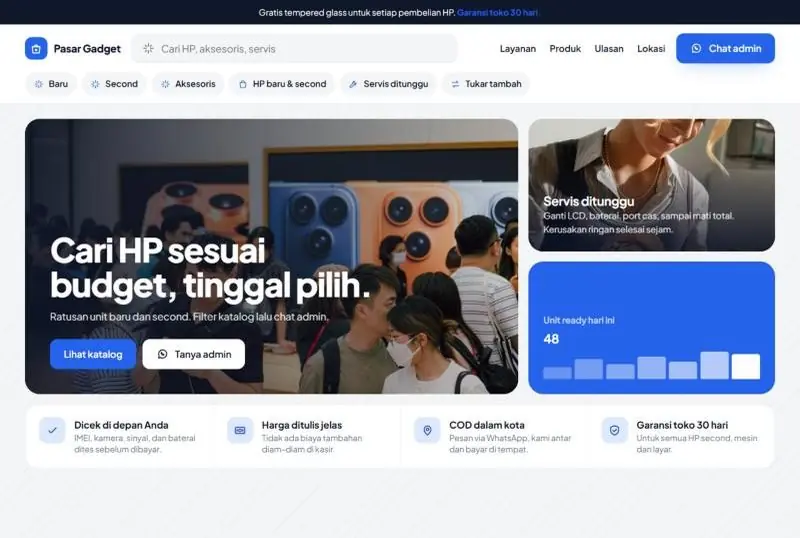 Gratis tempered glass untuk setiap pembelian HP. Garansi toko 30 hari
Pasar Gadget
Cari HP, aksesoris, servis
Layanan
Produk
Ulasan
Lokasi
Chat admin
Baru
Second
Aksesoris
HP baru & second
Servis ditunggu
Tukar tambah
Cari HP sesuai
budget, tinggal pilih.
Ratusan unit baru dan second. Filter katalog lalu chat admin.
Lihat katalog
Tanya admin
Servis ditunggu
Ganti LCD, baterai, port cas, sampai mati total.
Kerusakan ringan selesai sejam.
Unit ready hari ini
48
Dicek di depan Anda
IMEI, kamera, sinyal, dan baterai
dites sebelum dibayar.
Harga ditulis jelas
Tidak ada biaya tambahan
diam-diam di kasir.
COD dalam kota
Pesan via WhatsApp, kami antar
dan bayar di tempat.
Garansi toko 30 hari
Untuk semua HP second, mesin
dan layar.